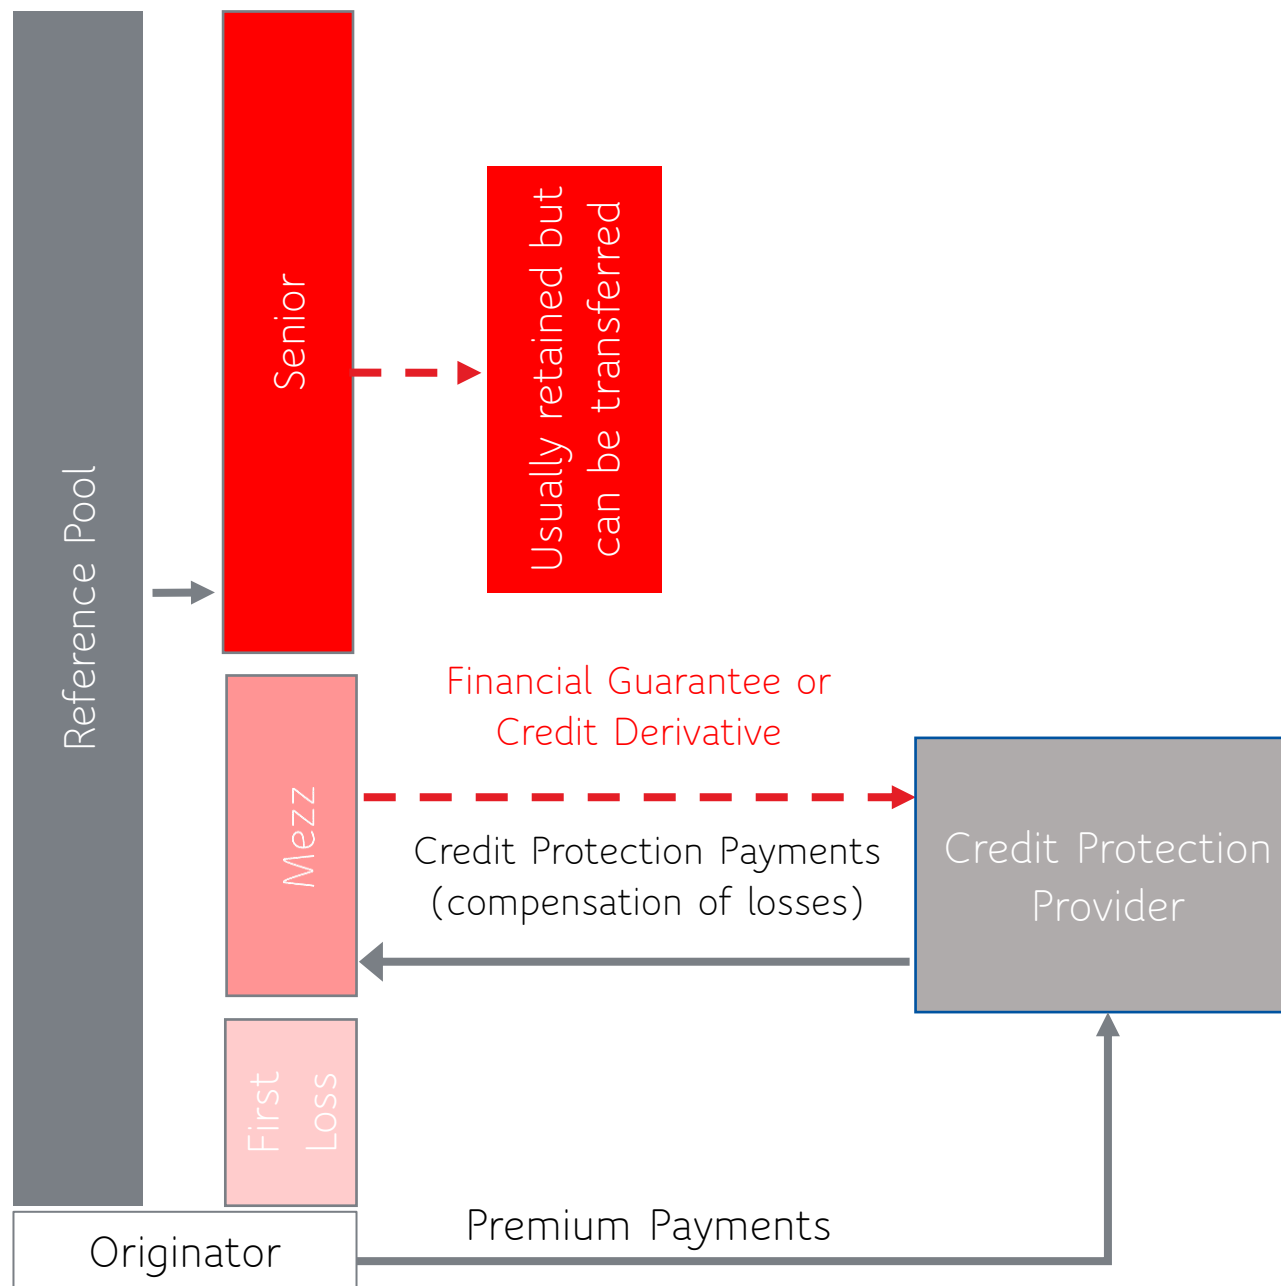 Reference Pool
Senior
Usually retained but
can be transferred
Financial Guarantee or
Credit Derivative
Mezz
Credit Protection Payments
(compensation of losses)
Credit Protection
Provider
First
Loss
Originator
Premium Payments